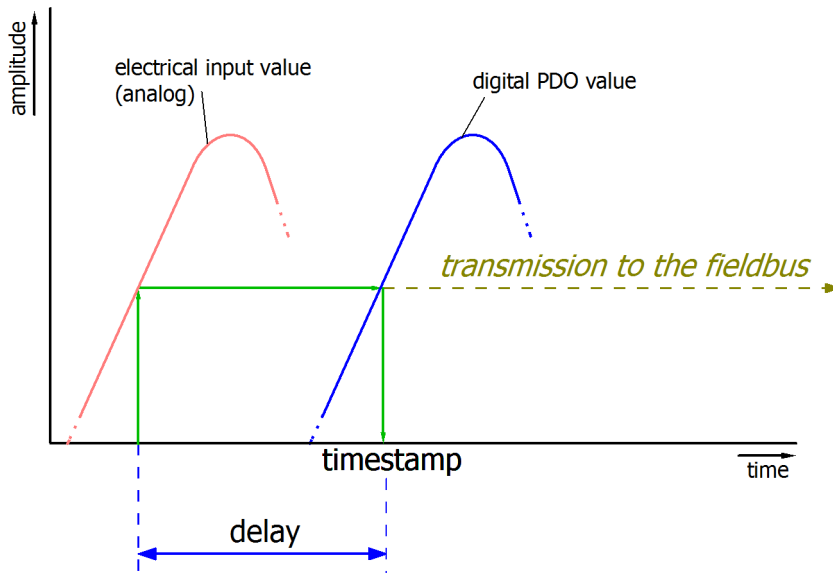 amplitude
electrical input value
(analog)
digital PDO value
transmission to the fieldbus
timestamp
time
delay